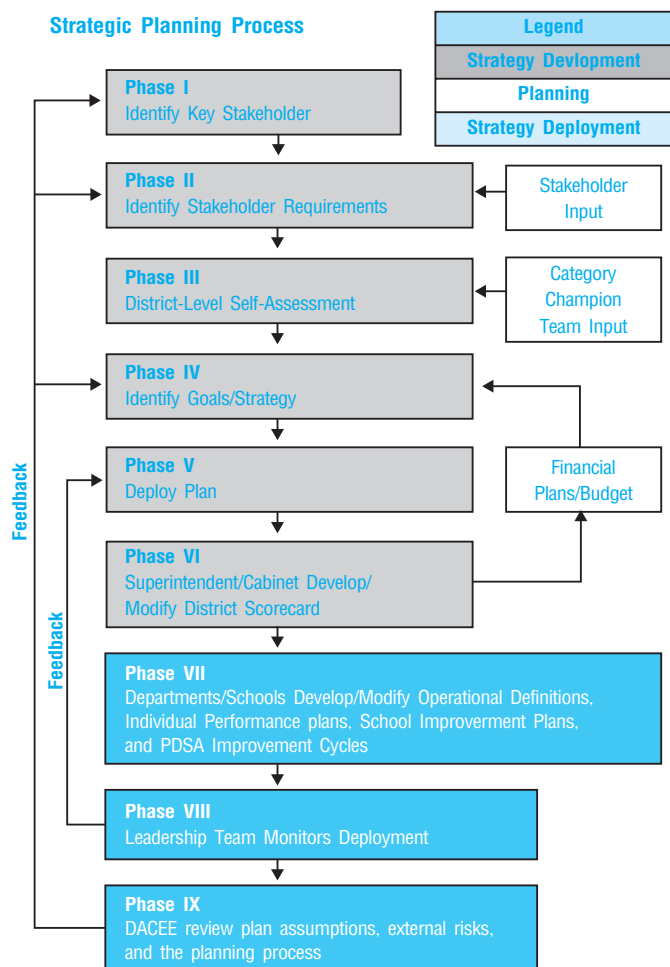 Strategic Planning Process
Legend
Strategy Devlopment
Planning
Strategy Deployment
Phase I
Identify Key Stakeholder
Phase II
Identify Stakeholder Requirements
Stakeholder
Input
Phase III
District-Level Self-Assessment
Category
Champion
Team Input
Phase IV
Identify Goals/Strategy
Phase V
Deploy Plan
Financial
Plans/Budget
Phase VI
Superintendent/Cabinet Develop/
Modify District Scorecard
Phase VII
Departments/Schools Develop/Modify Operational Definitions,
Individual Performance plans, School Improverment Plans,
and PDSA Improvement Cycles
Phase VIII
Leadership Team Monitors Deployment
Phase IX
DACEE review plan assumptions, external risks,
and the planning process
Feedback
Feedback